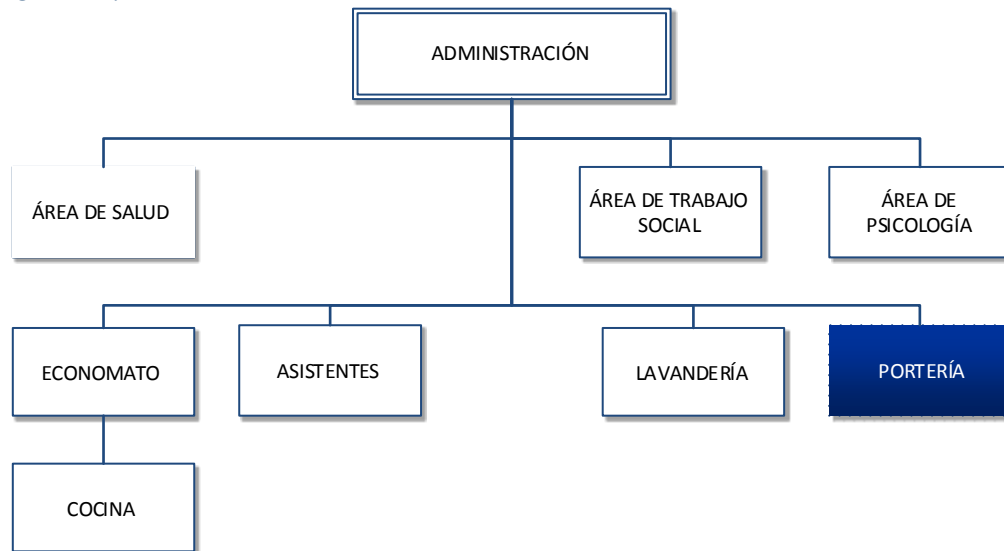 ADMINISTRACIÓN
ÁREA DE SALUD
ÁREA DE TRABAJO
SOCIAL
ÁREA DE
PSICOLOGÍA
ECONOMATO
ASISTENTES
LAVANDERÍA
PORTERÍA
COCINA